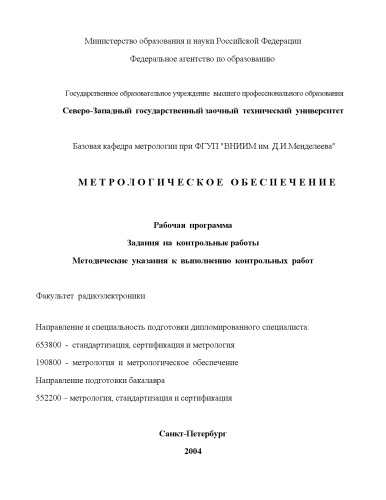 Министерство образования и науки Российской Федерации
Федеральное агентство по образованию
Государственное образовательное учреждение высшего профессионального образования
Северо-Западный государственный заочный технический университет
Базовая кафедра метрологии при ФГУП "ВНИИМ им. Д.И.Менделеева"
М Е Т Р О Л О Г И Ч Е С К О Е О Б Е С П Е Ч Е Н И Е
Рабочая программа
Задания на контрольные работы
Методические указания к выполнению контрольных работ
Факультет радиоэлектроники
Направление и специальность подготовки дипломированного специалиста:
653800 - стандартизация, сертификация и метрология
190800 - метрология и метрологическое обеспечение
Направление подготовки бакалавра
552200 – метрология, стандартизация и сертификация
Санкт-Петербург
2004